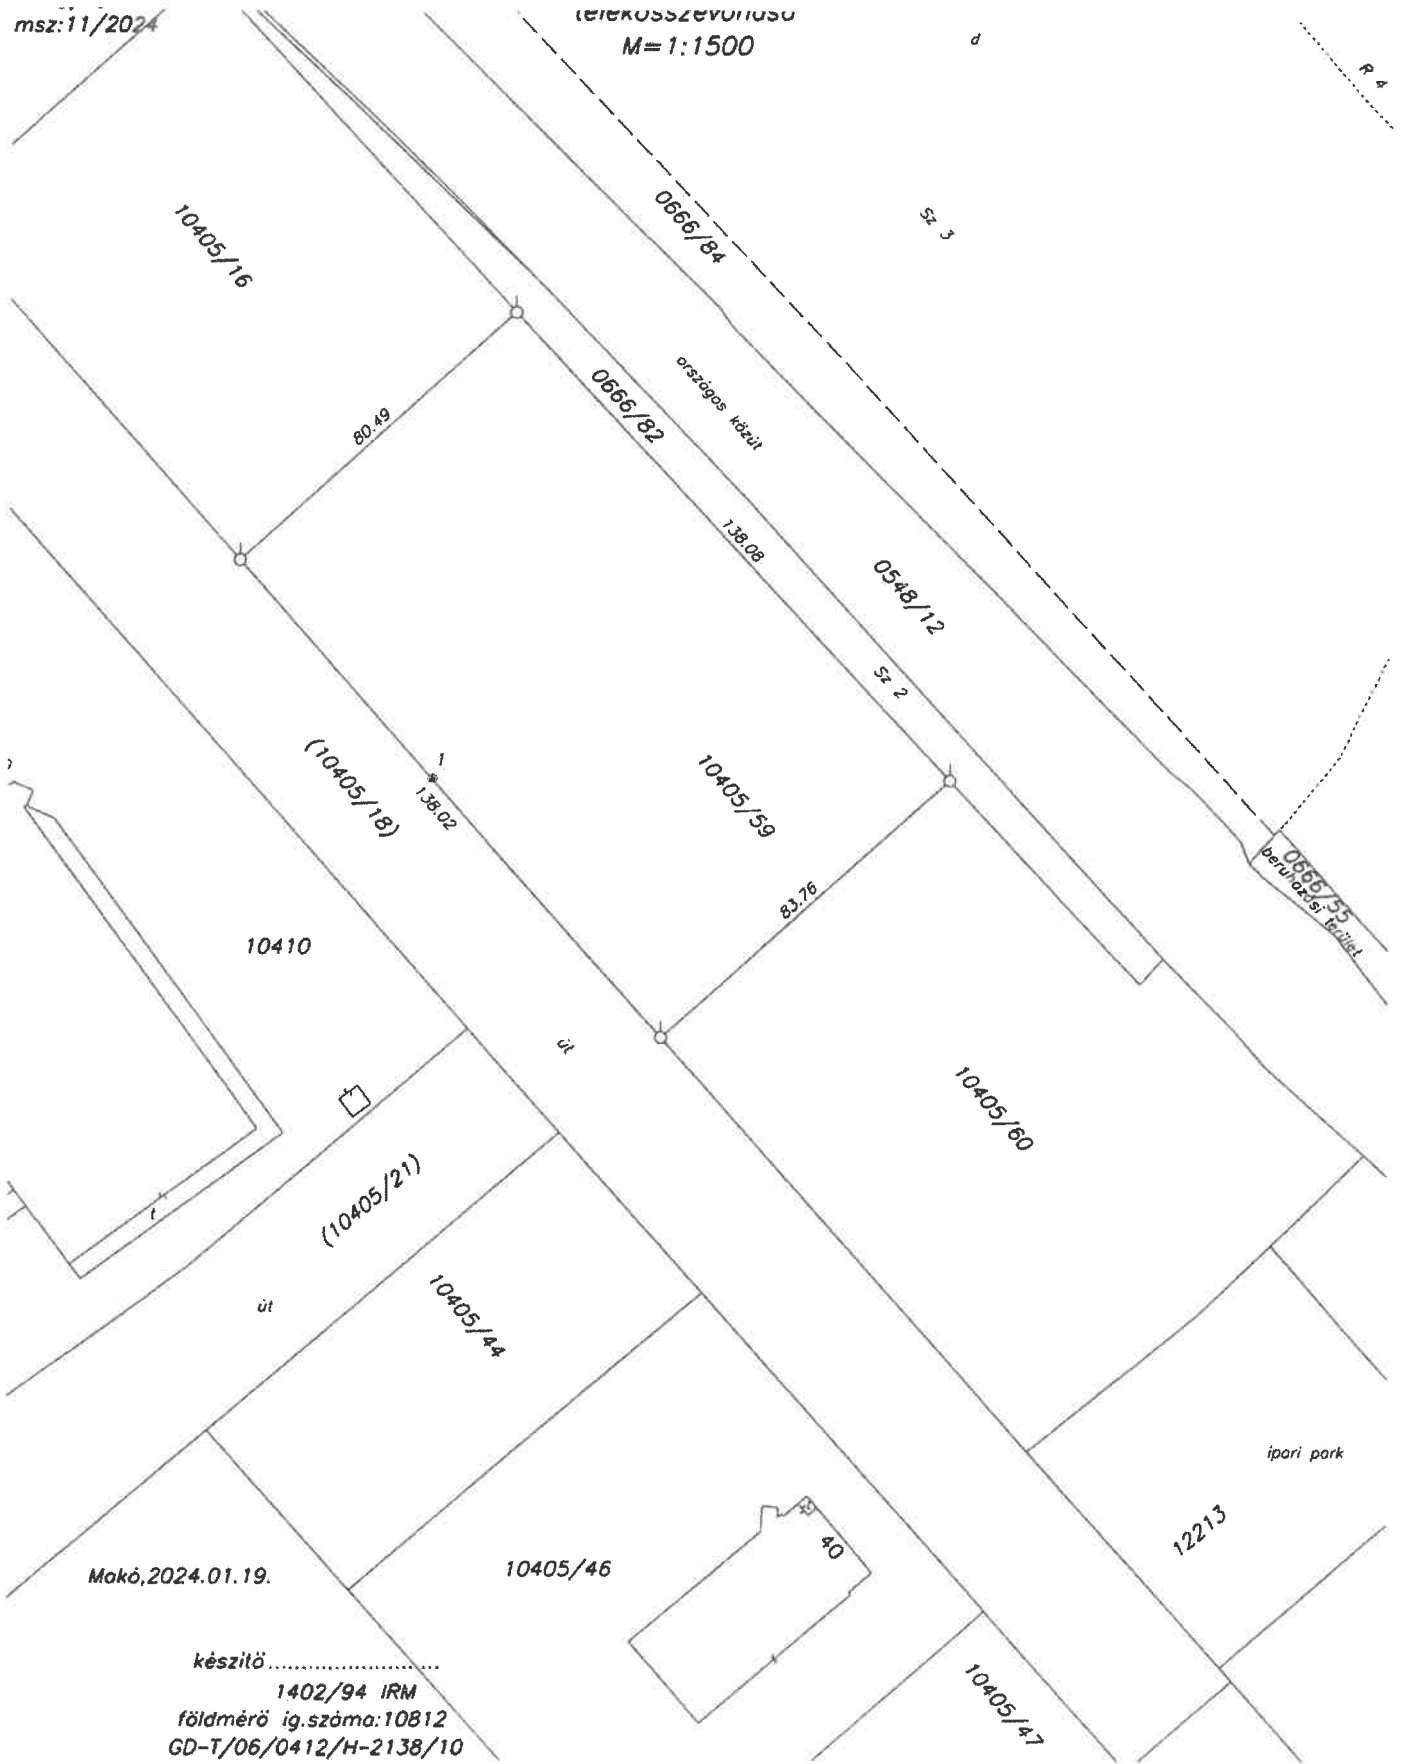 msz:11/2024
telekösszevonása
M=1:1500
d
R 4
Sz 3
10405/16
0666/84
országos közút
0666/82
80.49
138.08
0548/12
Sz 2
(10405/18)
1
138.02
10405/59
83.76
0666/55
beruházási terület
10410
út
10405/60
(10405/21)
t
út
10405/44
ipari park
12213
40
10405/46
Makó,2024.01.19.
10405/47
készítő........................
1402/94 IRM
földmérő ig.száma:10812
GD-T/06/0412/H-2138/10